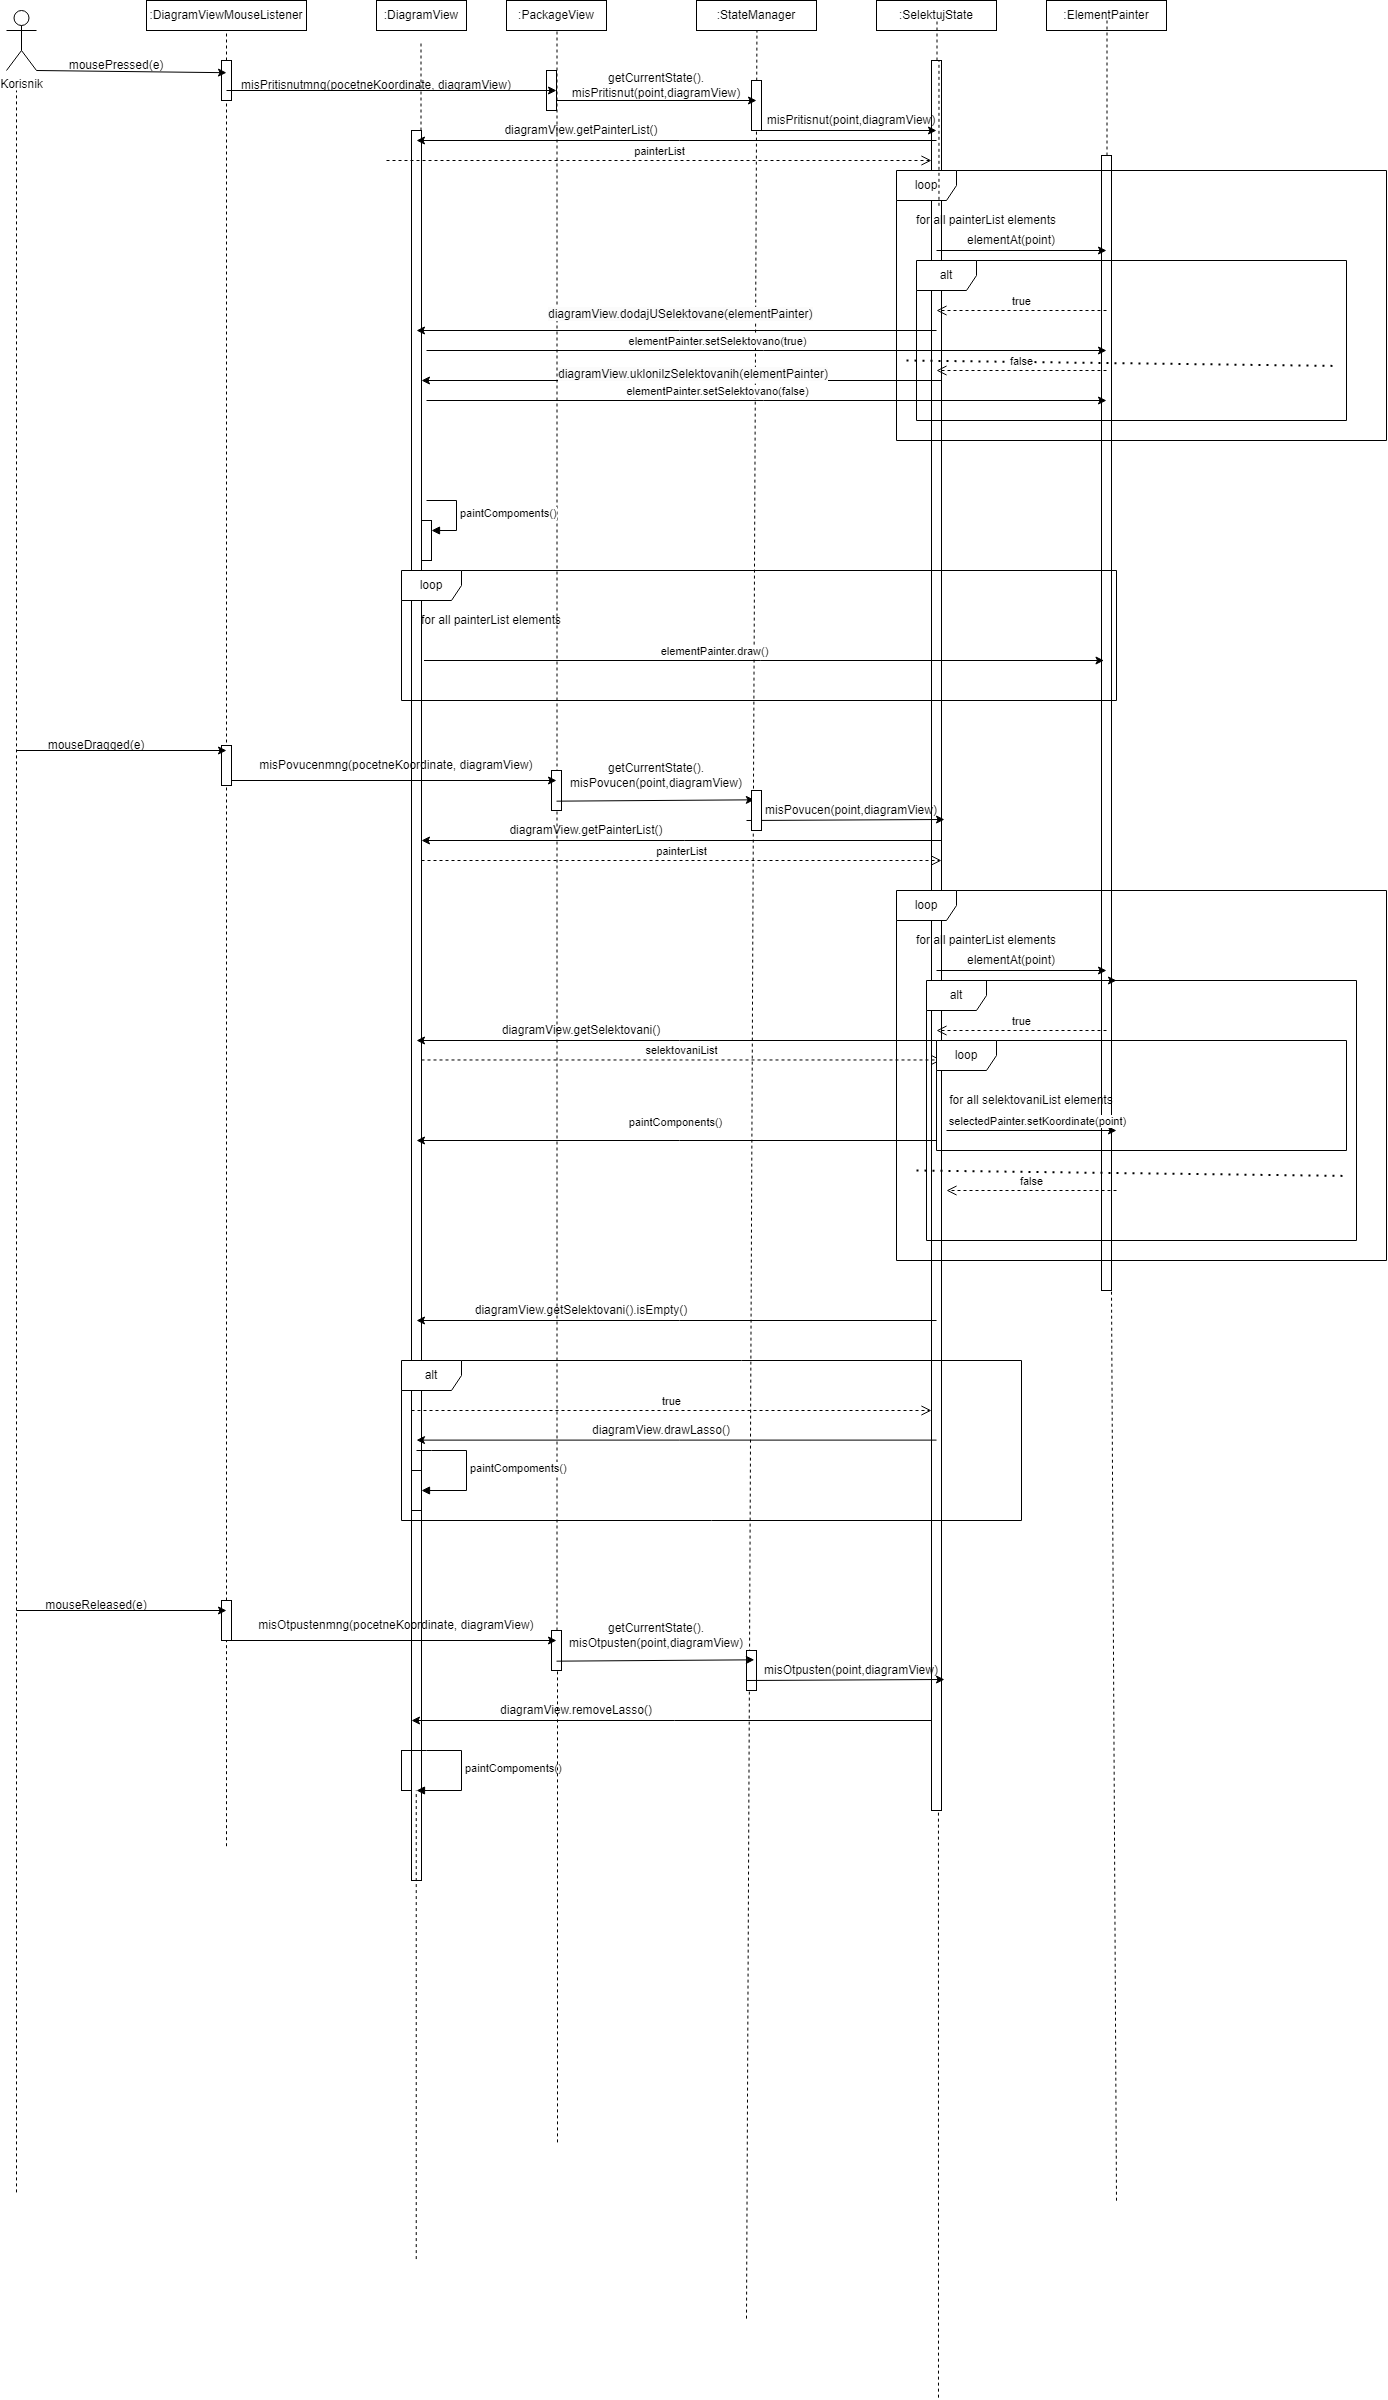 :DiagramViewMouseListener
:DiagramView
:PackageView
:StateManager
:SelektujState
:ElementPainter
Korisnik
mousePressed(e)
misPritisnutmng(pocetneKoordinate, diagramView)
getCurrentState().
misPritisnut(point,diagramView)
misPritisnut(point,diagramView)
diagramView.getPainterList()
painterList
loop
for all painterList elements
elementAt(point)
alt
true
diagramView.dodajUSelektovane(elementPainter)
elementPainter.setSelektovano(true)
false
diagramView.ukloniIzSelektovanih(elementPainter)
elementPainter.setSelektovano(false)
paintCompoments()
loop
for all painterList elements
elementPainter.draw()
mouseDragged(e)
misPovucenmng(pocetneKoordinate, diagramView)
getCurrentState().
misPovucen(point,diagramView)
misPovucen(point,diagramView)
diagramView.getPainterList()
painterList
loop
for all painterList elements
elementAt(point)
alt
true
diagramView.getSelektovani()
selektovaniList
loop
for all selektovaniList elements
selectedPainter.setKoordinate(point)
paintComponents()
false
diagramView.getSelektovani().isEmpty()
alt
true
diagramView.drawLasso()
paintCompoments()
mouseReleased(e)
misOtpustenmng(pocetneKoordinate, diagramView)
getCurrentState().
misOtpusten(point,diagramView)
misOtpusten(point,diagramView)
diagramView.removeLasso()
paintCompoments()